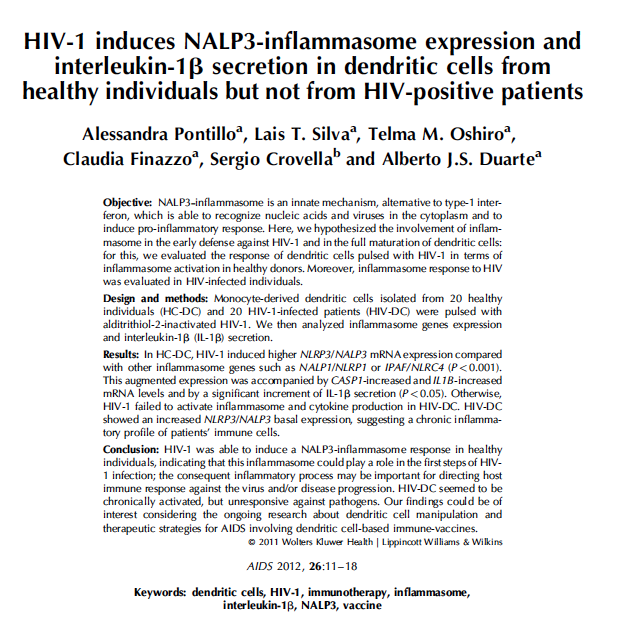 HIV-1 induces NALP3-inflammasome expression and
interleukin-1β secretion in dendritic cells from
healthy individuals but not from HIV-positive patients
Alessandra Pontilloᵃ, Lais T. Silvaᵃ, Telma M. Oshiroᵃ,
Claudia Finazzoᵃ, Sergio Crovellaᵇ and Alberto J.S. Duarteᵃ
Objective: NALP3-inflammasome is an innate mechanism, alternative to type-1 inter-
feron, which is able to recognize nucleic acids and viruses in the cytoplasm and to
induce pro-inflammatory response. Here, we hypothesized the involvement of inflam-
masome in the early defense against HIV-1 and in the full maturation of dendritic cells:
for this, we evaluated the response of dendritic cells pulsed with HIV-1 in terms of
inflammasome activation in healthy donors. Moreover, inflammasome response to HIV
was evaluated in HIV-infected individuals.
Design and methods: Monocyte-derived dendritic cells isolated from 20 healthy
individuals (HC-DC) and 20 HIV-1-infected patients (HIV-DC) were pulsed with
alditrithiol-2-inactivated HIV-1. We then analyzed inflammasome genes expression
and interleukin-1β (IL-1β) secretion.
Results: In HC-DC, HIV-1 induced higher NLRP3/NALP3 mRNA expression compared
with other inflammasome genes such as NALP1/NLRP1 or IPAF/NLRC4 (P < 0.001).
This augmented expression was accompanied by CASP1-increased and IL1B-increased
mRNA levels and by a significant increment of IL-1β secretion (P < 0.05). Otherwise,
HIV-1 failed to activate inflammasome and cytokine production in HIV-DC. HIV-DC
showed an increased NLRP3/NALP3 basal expression, suggesting a chronic inflamma-
tory profile of patients' immune cells.
Conclusion: HIV-1 was able to induce a NALP3-inflammasome response in healthy
individuals, indicating that this inflammasome could play a role in the first steps of HIV-
1 infection; the consequent inflammatory process may be important for directing host
immune response against the virus and/or disease progression. HIV-DC seemed to be
chronically activated, but unresponsive against pathogens. Our findings could be of
interest considering the ongoing research about dendritic cell manipulation and
therapeutic strategies for AIDS involving dendritic cell-based immune-vaccines.
© 2011 Wolters Kluwer Health | Lippincott Williams & Wilkins
AIDS 2012, 26:11–18
Keywords: dendritic cells, HIV-1, immunotherapy, inflammasome,
interleukin-1β, NALP3, vaccine